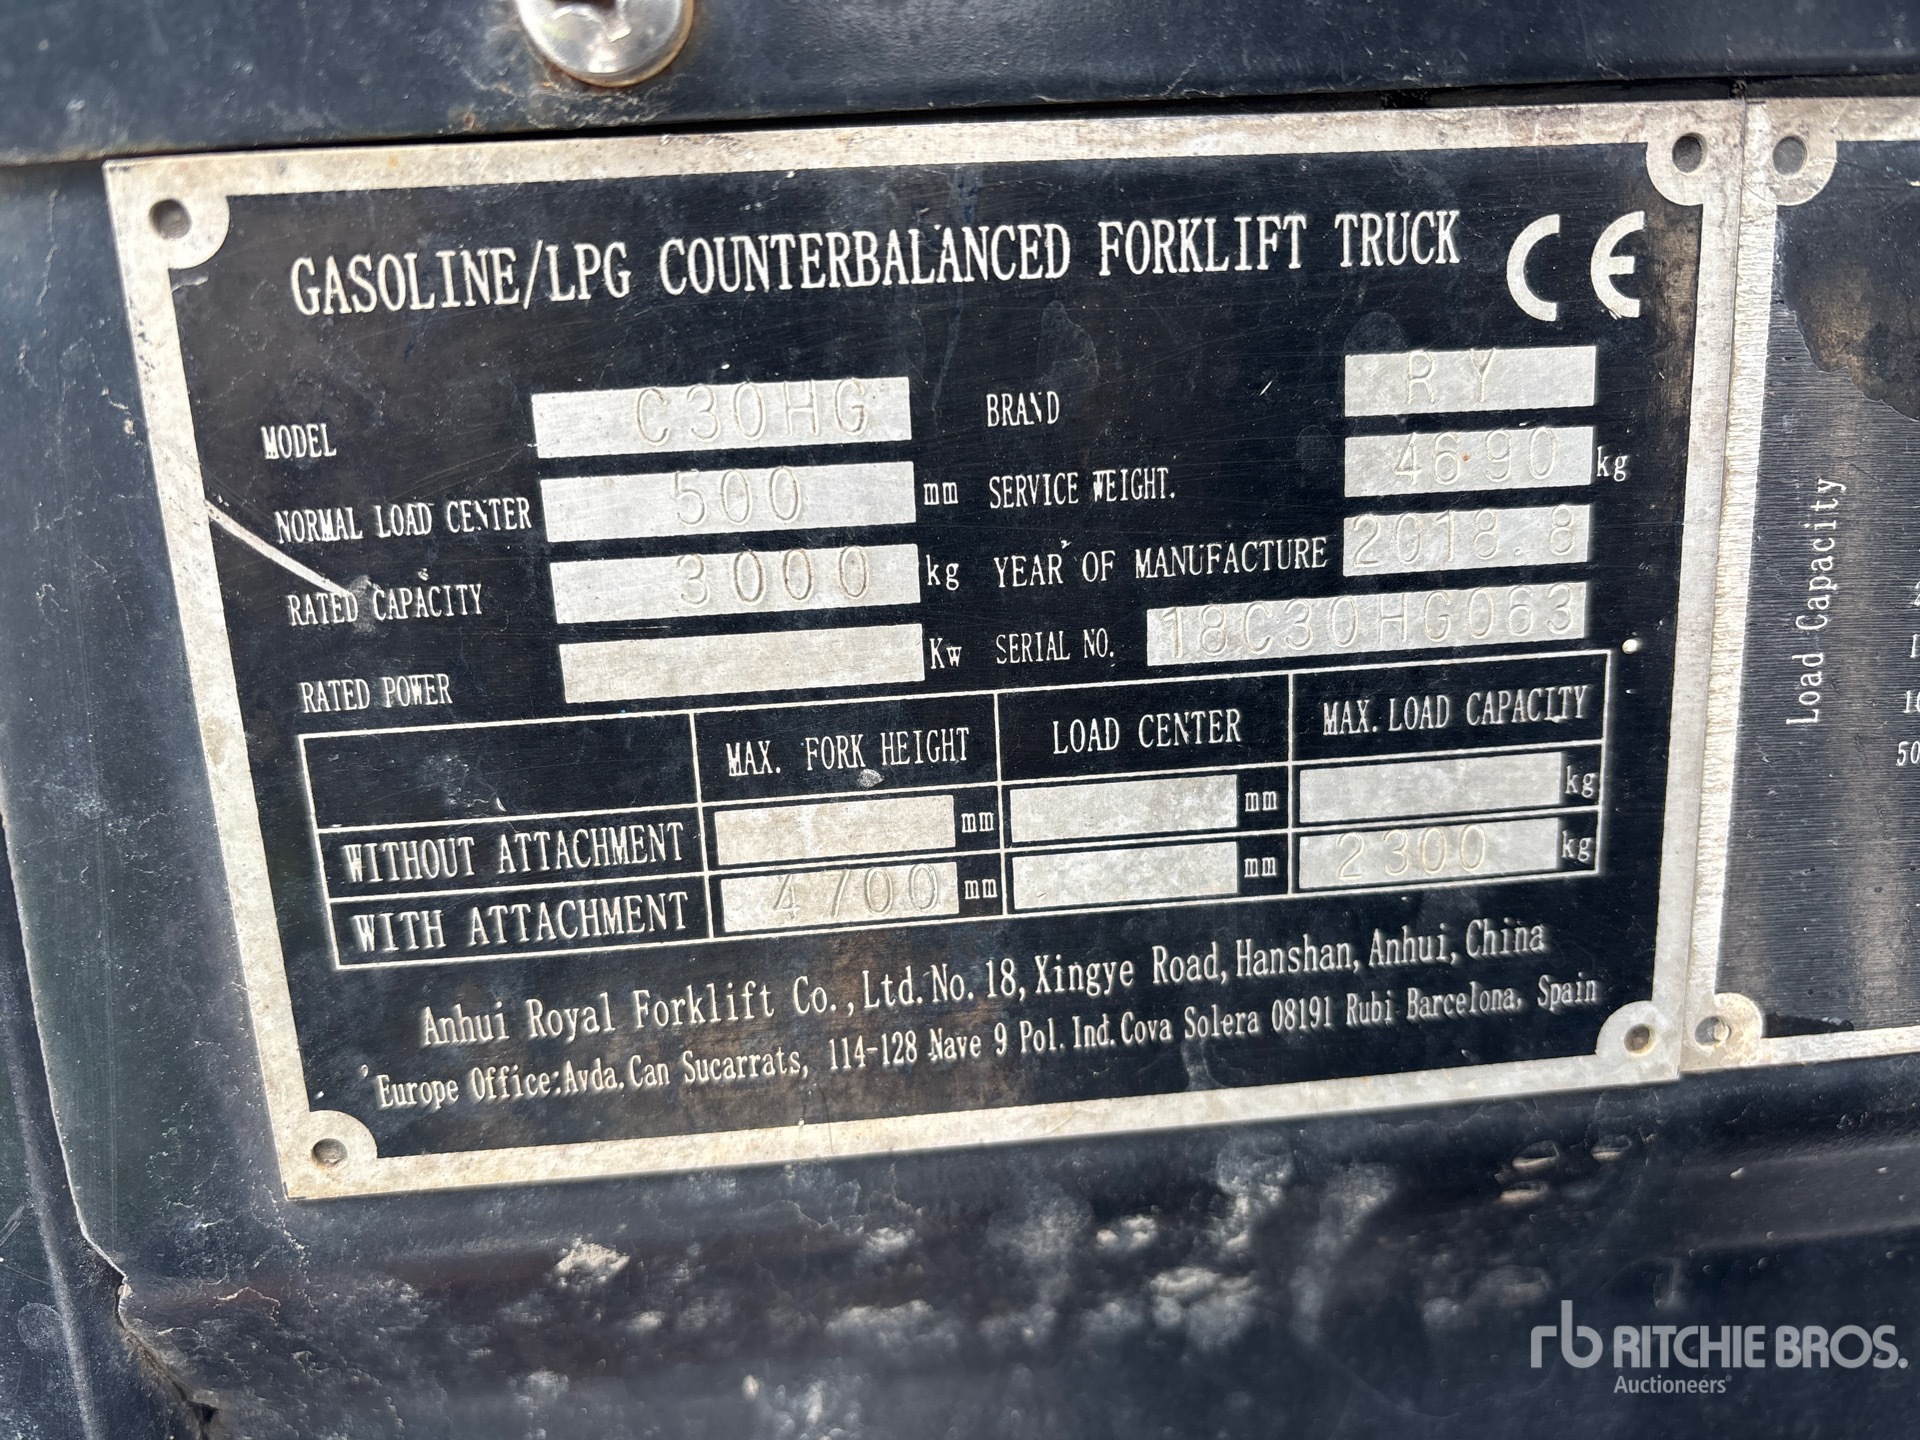 GASOLINE/LPG COUNTERBALANCED FORKLIFT TRUCK CE
MODEL C30HG BRAND RY
NORMAL LOAD CENTER 500 mm SERVICE WEIGHT. 4690 kg
RATED CAPACITY 3000 kg YEAR OF MANUFACTURE 2018.8
RATED POWER Kw SERIAL NO. 18C30HG063
MAX. FORK HEIGHT LOAD CENTER MAX. LOAD CAPACITY
WITHOUT ATTACHMENT mm mm kg
WITH ATTACHMENT 4700 mm mm 2300 kg
Anhui Royal Forklift Co., Ltd. No. 18, Xingye Road, Hanshan, Anhui, China
Europe Office:Avda. Can Sucarrats, 114-128 Nave 9 Pol. Ind. Cova Solera 08191 Rubi Barcelona, Spain
Load Capacity
rb RITCHIE BROS.
Auctioneers